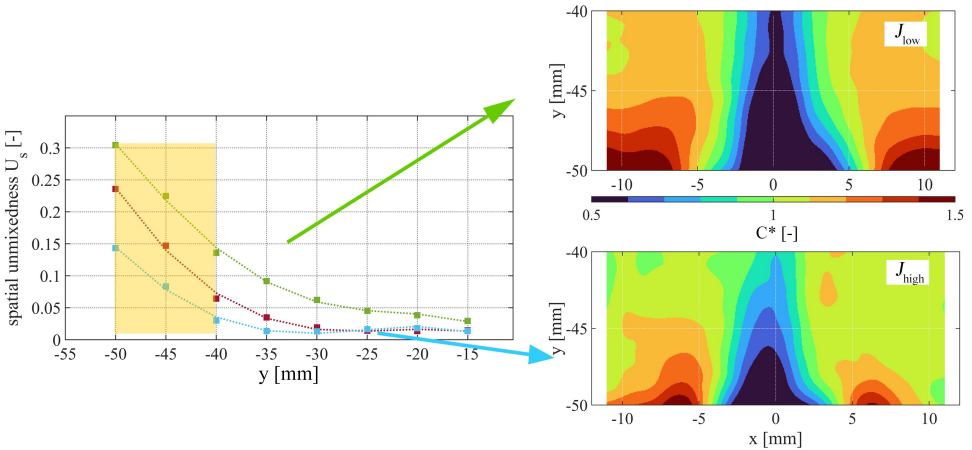 spatial unmixedness U_s [-]
0.3
0.25
0.2
0.15
0.1
0.05
0
-55 -50 -45 -40 -35 -30 -25 -20 -15
y [mm]
-40
-45
-50
y [mm]
J_low
-10 -5 0 5 10
0.5 1 1.5
C* [-]
-40
-45
-50
y [mm]
J_high
-10 -5 0 5 10
x [mm]